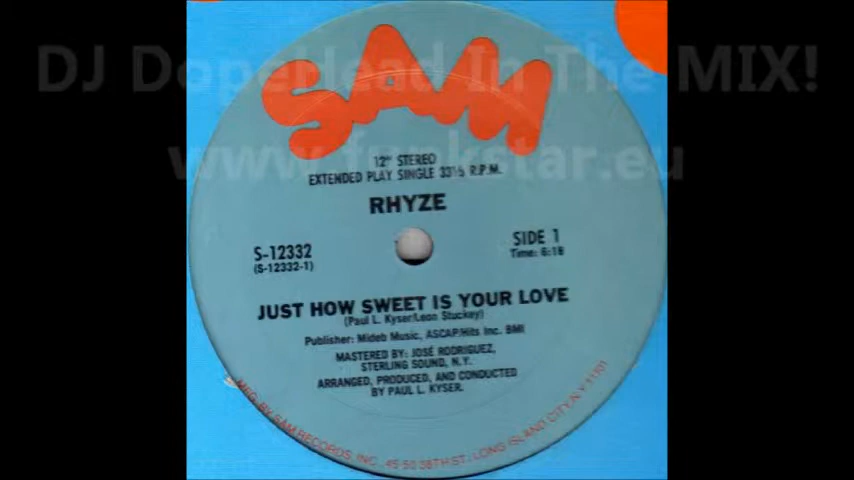 DJ DopeHead In The MIX!
SAM
www.funkstar.eu
12" STEREO
EXTENDED PLAY SINGLE 33⅓ R.P.M.
RHYZE
S-12332
(S-12332-1)
SIDE 1
Time: 6:18
JUST HOW SWEET IS YOUR LOVE
(Paul L. Kyser/Leon Stuckey)
Publisher: Mideb Music, ASCAP/Hits Inc. BMI
MASTERED BY: JOSÉ RODRIGUEZ,
STERLING SOUND, N.Y.
ARRANGED, PRODUCED, AND CONDUCTED
BY PAUL L. KYSER.
MFG. BY SAM RECORDS, INC. 45-50 38TH ST., LONG ISLAND CITY, N.Y. 11101